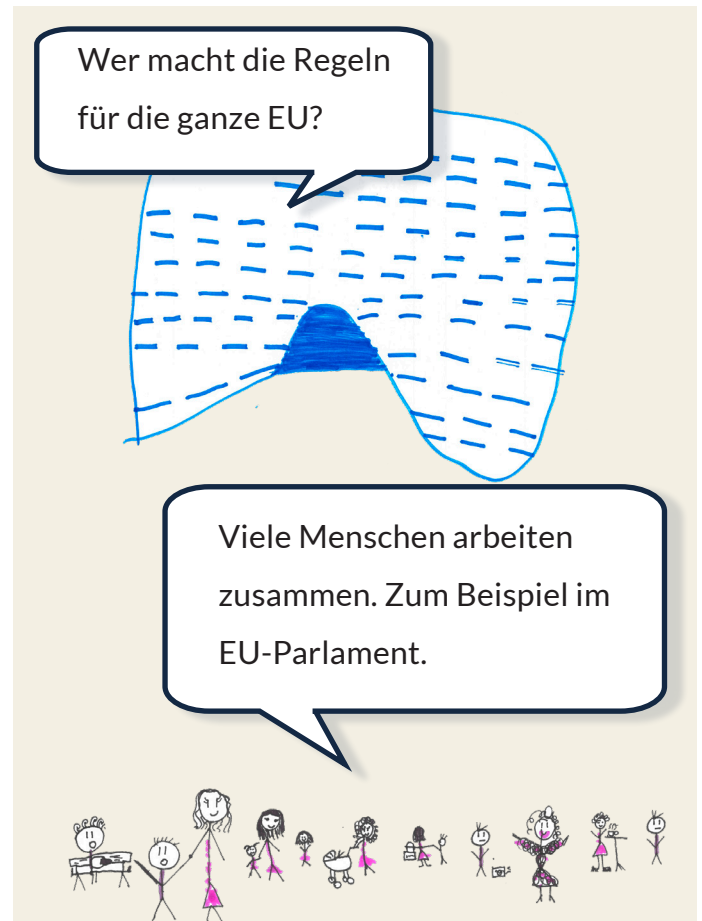 Wer macht die Regeln
für die ganze EU?
Viele Menschen arbeiten
zusammen. Zum Beispiel im
EU-Parlament.